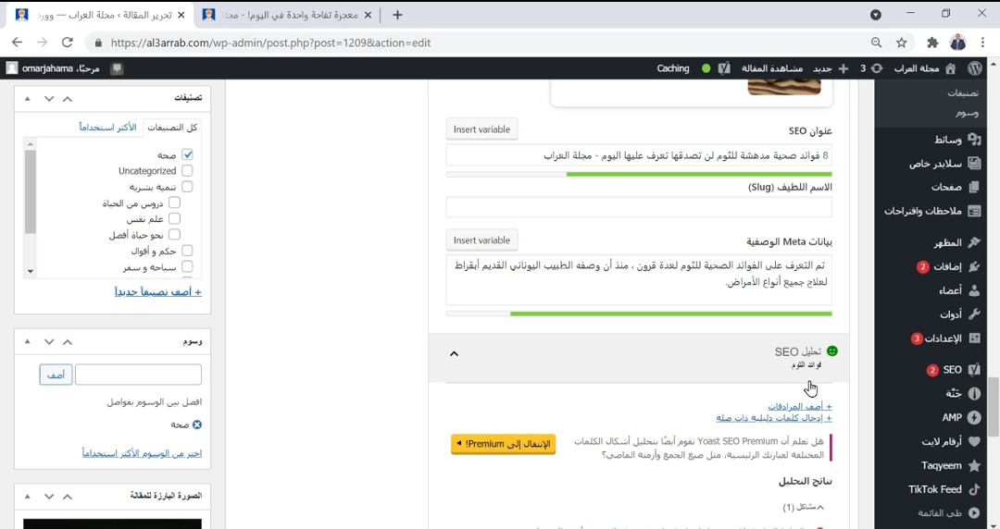 تحرير المقالة ‹ مجلة العراب — وورد
معجزة تفاحة واحدة في اليوم! - مجلة
https://al3arrab.com/wp-admin/post.php?post=1209&action=edit
مجلة العراب
3
جديد
مشاهدة المقالة
Caching
مرحبًا، omarjahama
تصنيفات
وسوم
وسائط
سلايدر خاص
صفحات
ملاحظات واقتراحات
المظهر
إضافات 2
أعضاء
أدوات
الإعدادات 3
SEO 2
جَنَّة
AMP
أرقام لايت
Taqyeem
TikTok Feed
طي القائمة
عنوان SEO
Insert variable
8 فوائد صحية مدهشة للثوم لن تصدقها تعرف عليها اليوم - مجلة العراب
الاسم اللطيف (Slug)
بيانات Meta الوصفية
Insert variable
تم التعرف على الفوائد الصحية للثوم لعدة قرون ، منذ أن وصفه الطبيب اليوناني القديم أبقراط
لعلاج جميع أنواع الأمراض.
تحليل SEO
فوائد الثوم
+ أضف المرادفات
+ إدخال كلمات دليلية ذات صلة
هل تعلم أن Yoast SEO Premium تقوم أيضًا بتحليل أشكال الكلمات
المختلفة لعبارتك الرئيسية، مثل صيغ الجمع وأزمنة الماضي؟
الإنتقال إلى Premium!
نتائج التحليل
مشاكل (1)
تصنيفات
كل التصنيفات
الأكثر استخداماً
صحة
Uncategorized
تنمية بشرية
دروس من الحياة
علم نفس
نحو حياة أفضل
حكم و أقوال
سياحة و سفر
+ أضف تصنيفاً جديداً
وسوم
أضف
افصل بين الوسوم بفواصل
صحة
اختر من الوسوم الأكثر استخداماً
الصورة البارزة للمقالة